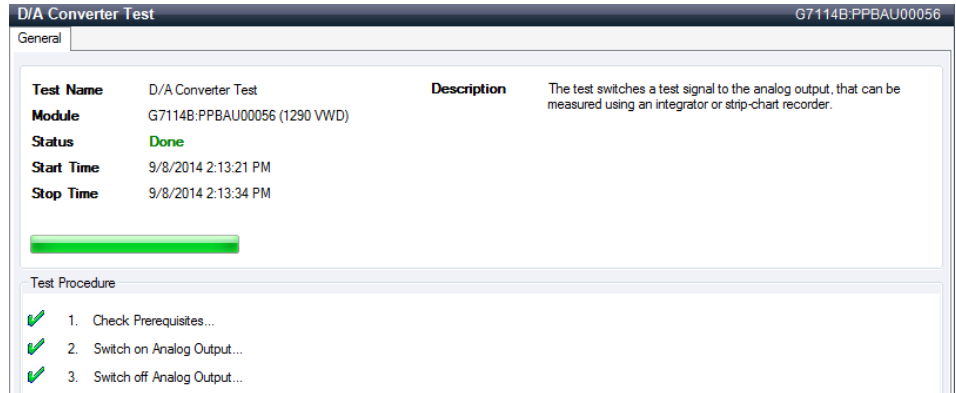 D/A Converter Test G7114B:PPBAU00056
General
Test Name D/A Converter Test Description The test switches a test signal to the analog output, that can be
measured using an integrator or strip-chart recorder.
Module G7114B:PPBAU00056 (1290 VWD)
Status Done
Start Time 9/8/2014 2:13:21 PM
Stop Time 9/8/2014 2:13:34 PM
Test Procedure
1. Check Prerequisites...
2. Switch on Analog Output...
3. Switch off Analog Output...